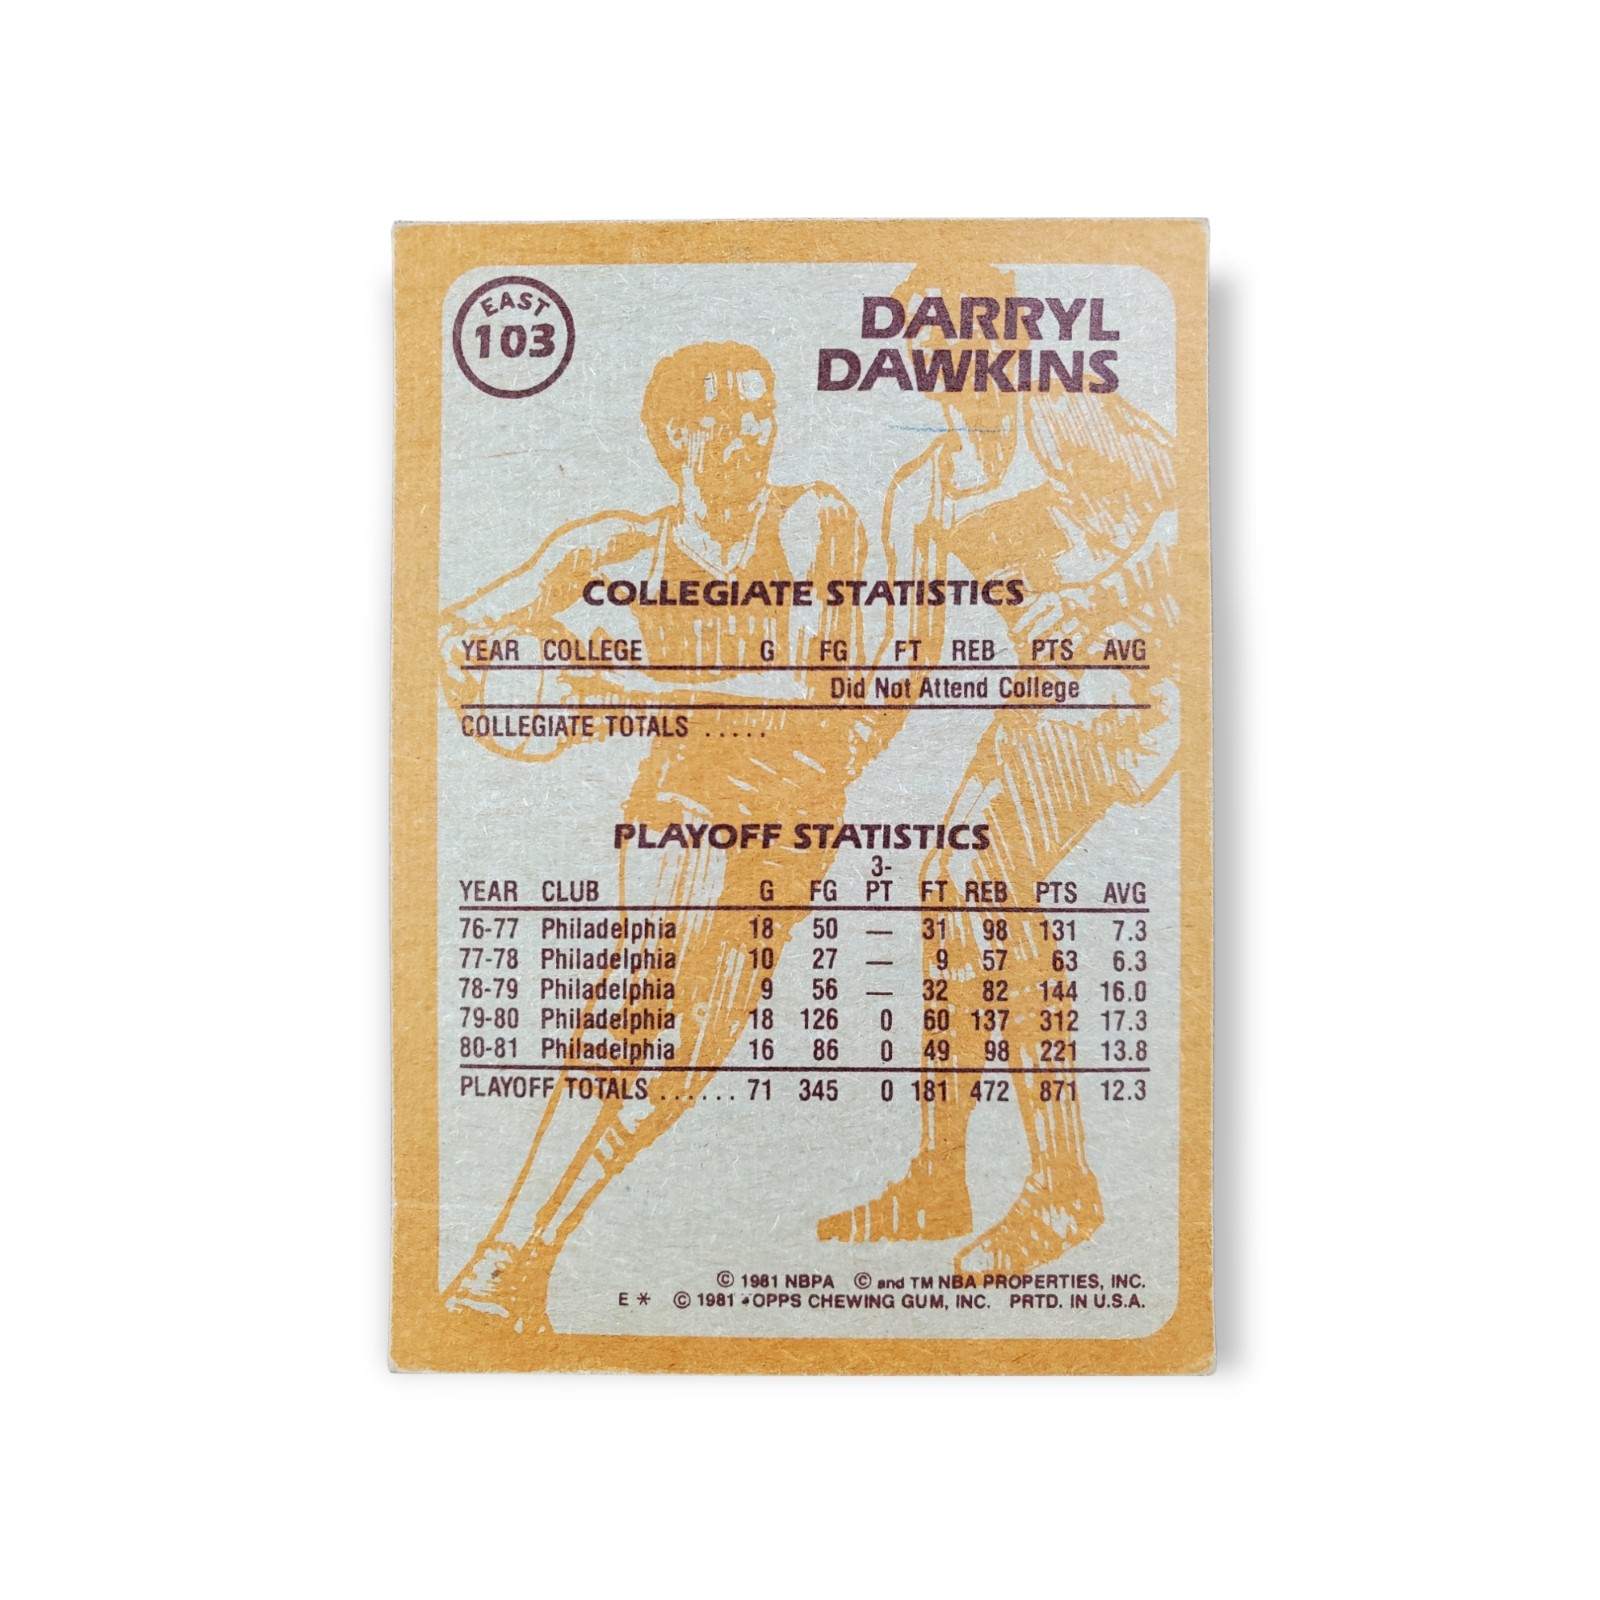 EAST
103
DARRYL
DAWKINS
COLLEGIATE STATISTICS
YEAR COLLEGE G FG FT REB PTS AVG
Did Not Attend College
COLLEGIATE TOTALS .....
PLAYOFF STATISTICS
3-
YEAR CLUB G FG PT FT REB PTS AVG
76-77 Philadelphia 18 50 — 31 98 131 7.3
77-78 Philadelphia 10 27 — 9 57 63 6.3
78-79 Philadelphia 9 56 — 32 82 144 16.0
79-80 Philadelphia 18 126 0 60 137 312 17.3
80-81 Philadelphia 16 86 0 49 98 221 13.8
PLAYOFF TOTALS ...... 71 345 0 181 472 871 12.3
© 1981 NBPA © and TM NBA PROPERTIES, INC.
E * © 1981 TOPPS CHEWING GUM, INC. PRTD. IN U.S.A.